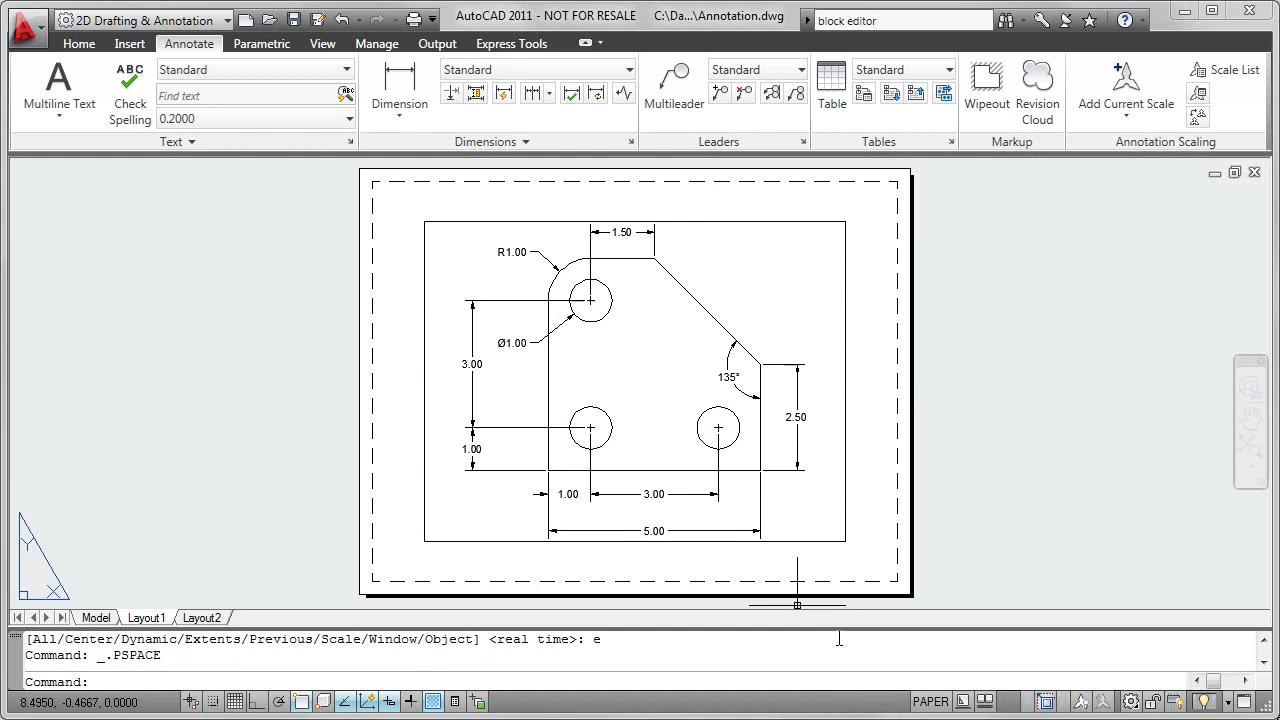 2D Drafting & Annotation
AutoCAD 2011 - NOT FOR RESALE C:\Da...\Annotation.dwg
block editor
Home Insert Annotate Parametric View Manage Output Express Tools
A
Multiline Text
ABC
Check
Spelling
Standard
Find text
0.2000
Text
Dimension
Standard
Dimensions
Multileader
Standard
Leaders
Table
Standard
Tables
Wipeout
Revision
Cloud
Markup
Add Current Scale
Scale List
Annotation Scaling
1.50
R1.00
Ø1.00
3.00
135°
2.50
1.00
1.00 3.00
5.00
Y
X
Model Layout1 Layout2
[All/Center/Dynamic/Extents/Previous/Scale/Window/Object] <real time>: e
Command: _.PSPACE
Command:
8.4950, -0.4667, 0.0000
PAPER